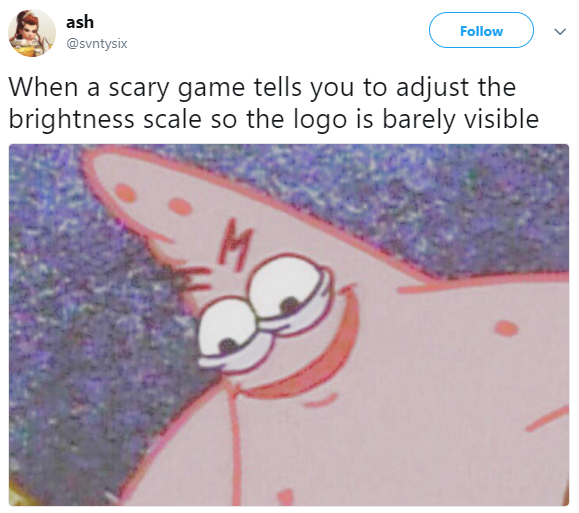 ash
@svntysix
Follow
When a scary game tells you to adjust the
brightness scale so the logo is barely visible